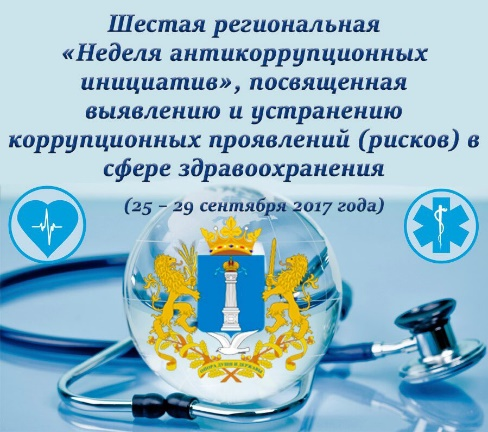 Шестая региональная
«Неделя антикоррупционных
инициатив», посвященная
выявлению и устранению
коррупционных проявлений (рисков) в
сфере здравоохранения
(25 – 29 сентября 2017 года)